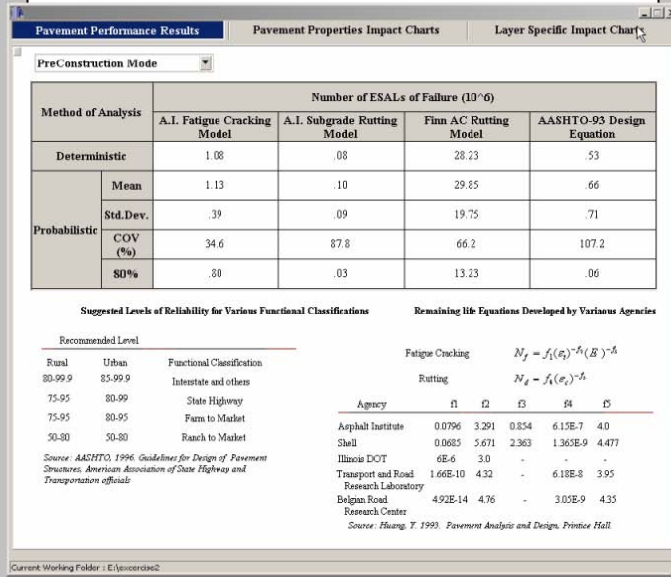 Pavement Performance Results Pavement Properties Impact Charts Layer Specific Impact Charts
PreConstruction Mode
Method of Analysis Number of ESALs of Failure (10^6)
A.I. Fatigue Cracking Model A.I. Subgrade Rutting Model Finn AC Rutting Model AASHTO-93 Design Equation
Deterministic 1.08 .08 28.23 .53
Probabilistic Mean 1.13 .10 29.85 .66
Std.Dev. .39 .09 19.75 .71
COV (%) 34.6 87.8 66.2 107.2
80% .80 .03 13.23 .06
Suggested Levels of Reliability for Various Functional Classifications
Recommended Level
Rural Urban Functional Classification
80-99.9 85-99.9 Interstate and others
75-95 80-99 State Highway
75-95 80-95 Farm to Market
50-80 50-80 Ranch to Market
Source: AASHTO, 1996. Guidelines for Design of Pavement
Structures, American Association of State Highway and
Transportation officials
Remaining life Equations Developed by Variaous Agencies
Fatigue Cracking
Rutting
Agency f1 f2 f3 f4 f5
Asphalt Institute 0.0796 3.291 0.854 6.15E-7 4.0
Shell 0.0685 5.671 2.363 1.365E-9 4.477
Illinois DOT 6E-6 3.0 - - -
Transport and Road Research Laboratory 1.66E-10 4.32 - 6.18E-8 3.95
Belgian Road Research Center 4.92E-14 4.76 - 3.05E-9 4.35
Source: Huang, Y. 1993. Pavement Analysis and Design, Printice Hall
Current Working Folder : E:\excercise2